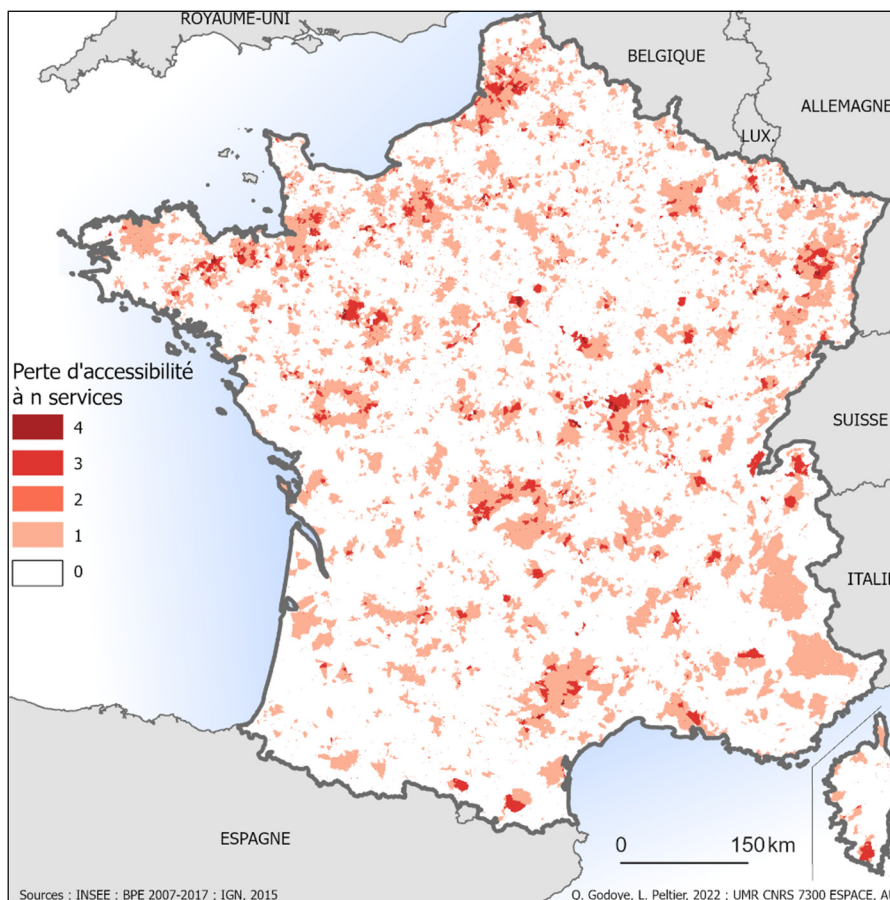 ROYAUME-UNI
BELGIQUE
ALLEMAGNE
LUX.
Perte d'accessibilité
à n services
4
3
2
1
0
SUISSE
ITALIE
ESPAGNE
0 150 km
Sources : INSEE : BPE 2007-2017 ; IGN, 2015
O. Godoye, L. Peltier, 2022 ; UMR CNRS 7300 ESPACE,